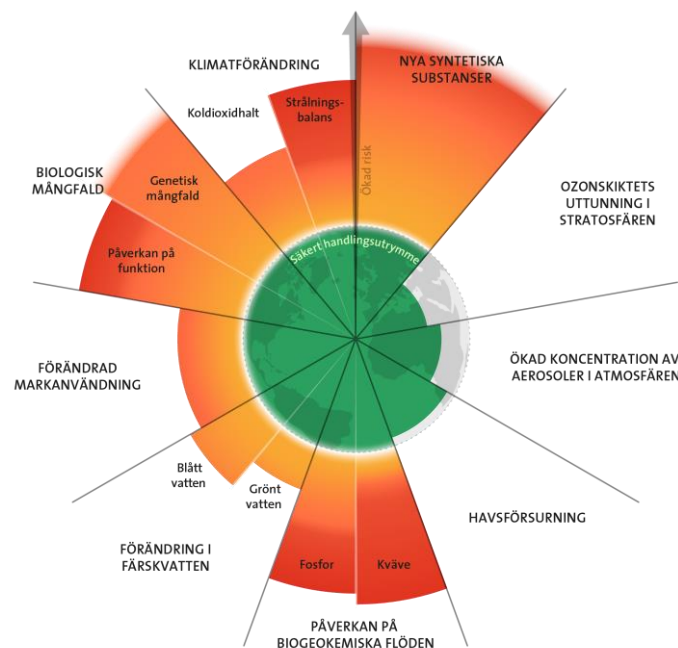 KLIMATFÖRÄNDRING
Koldioxidhalt
Strålnings-
balans
NYA SYNTETISKA
SUBSTANSER
Ökad risk
BIOLOGISK
MÅNGFALD
Genetisk
mångfald
Påverkan på
funktion
OZONSKIKTETS
UTTUNNING I
STRATOSFÄREN
Säkert handlingsutrymme
FÖRÄNDRAD
MARKANVÄNDNING
ÖKAD KONCENTRATION AV
AEROSOLER I ATMOSFÄREN
Blått
vatten
Grönt
vatten
HAVSFÖRSURNING
FÖRÄNDRING I
FÄRSKVATTEN
Fosfor
Kväve
PÅVERKAN PÅ
BIOGEOKEMISKA FLÖDEN